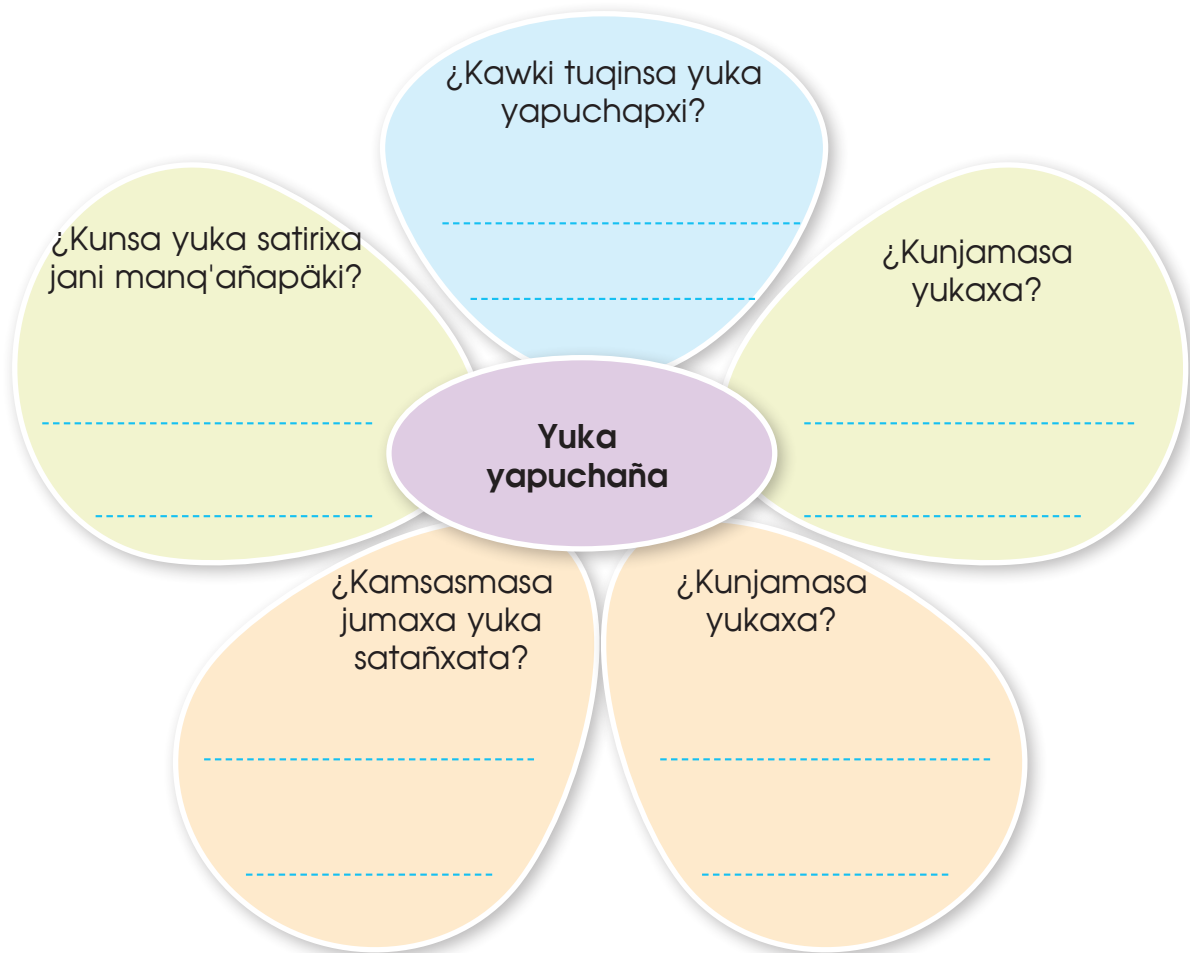 ¿Kawki tuqinsa yuka
yapuchapxi?
¿Kunsa yuka satirixa
jani manq'añapäki?
¿Kunjamasa
yukaxa?
Yuka
yapuchaña
¿Kamsasmasa
jumaxa yuka
satañxata?
¿Kunjamasa
yukaxa?